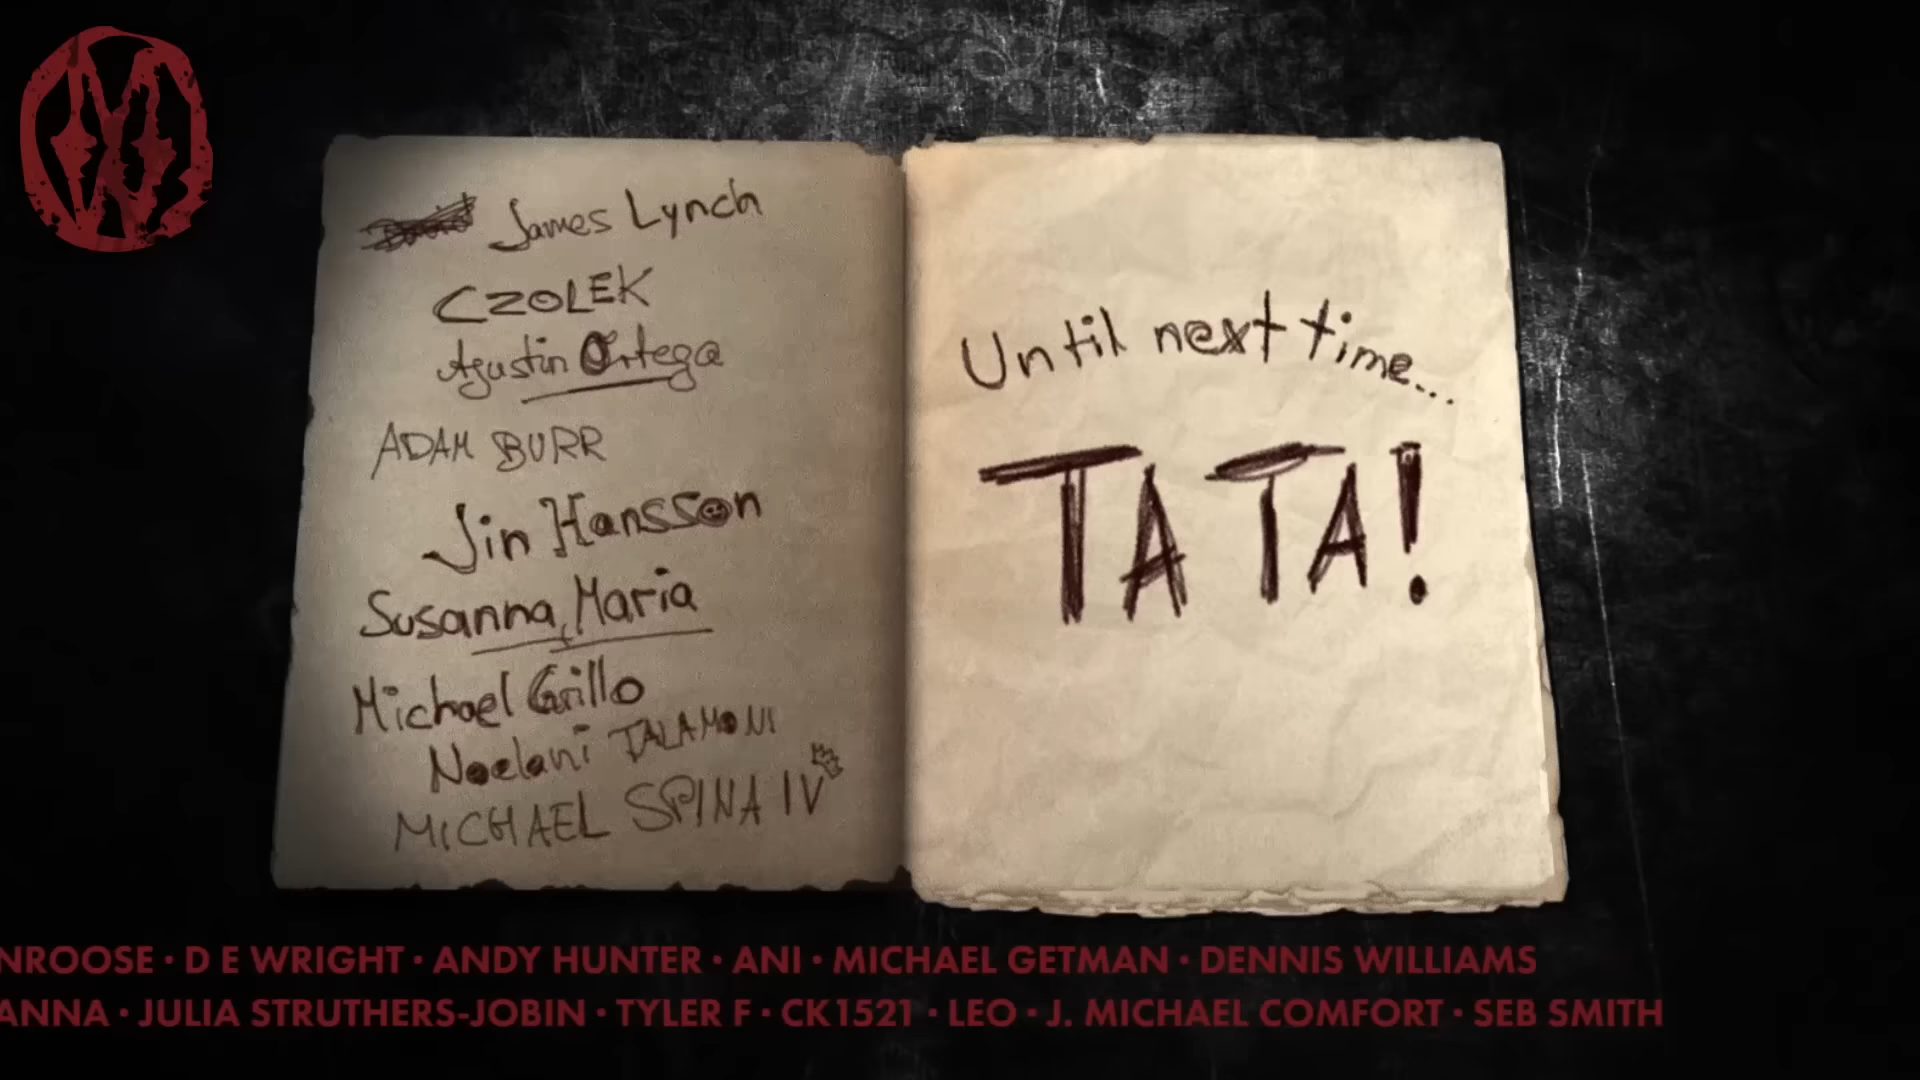 James Lynch
CZOLEK
Agustin Ortega
ADAM BURR
Jin Hansson
Susanna Maria
Michael Grillo
Noelani TALAMONI
MICHAEL SPINA IV
Until next time...
TA TA!
NROOSE · D E WRIGHT · ANDY HUNTER · ANI · MICHAEL GETMAN · DENNIS WILLIAMS
ANNA · JULIA STRUTHERS-JOBIN · TYLER F · CK1521 · LEO · J. MICHAEL COMFORT · SEB SMITH